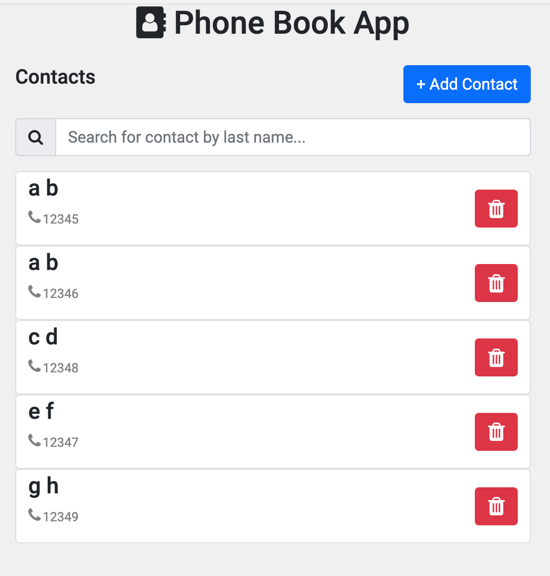 Phone Book App
Contacts
+ Add Contact
Search for contact by last name...
a b
12345
a b
12346
c d
12348
e f
12347
g h
12349